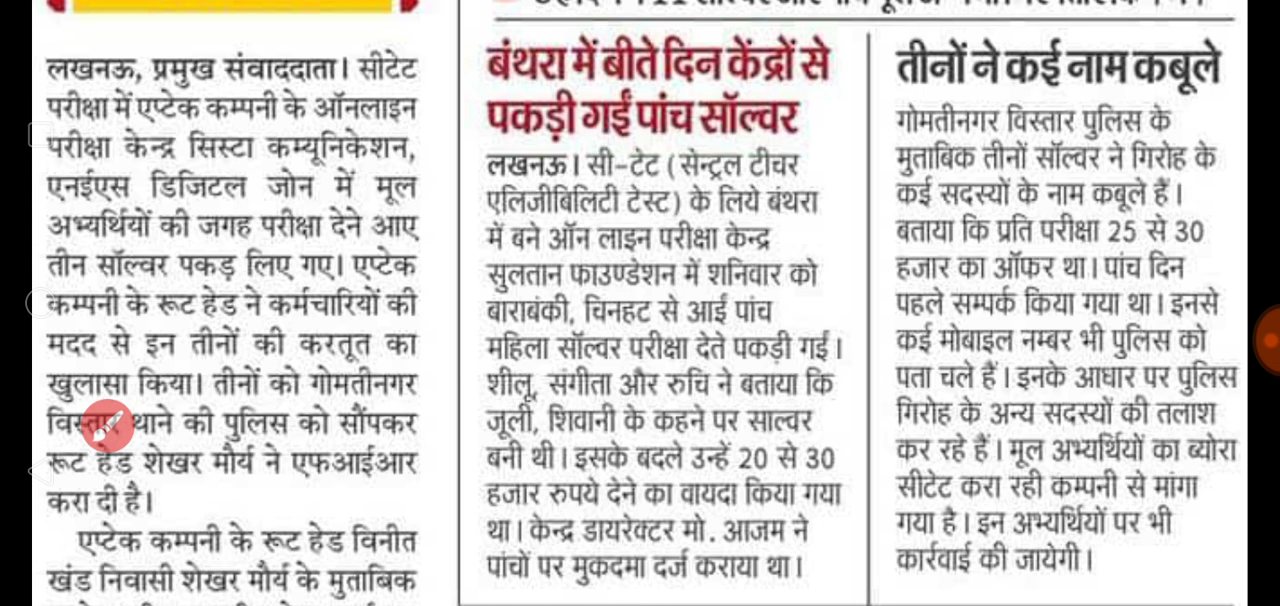 लखनऊ, प्रमुख संवाददाता। सीटेट
परीक्षा में एप्टेक कम्पनी के ऑनलाइन
परीक्षा केन्द्र सिस्टा कम्यूनिकेशन,
एनईएस डिजिटल जोन में मूल
अभ्यर्थियों की जगह परीक्षा देने आए
तीन सॉल्वर पकड़ लिए गए। एप्टेक
कम्पनी के रूट हेड ने कर्मचारियों की
मदद से इन तीनों की करतूत का
खुलासा किया। तीनों को गोमतीनगर
विस्तार थाने की पुलिस को सौंपकर
रूट हेड शेखर मौर्य ने एफआईआर
करा दी है।
एप्टेक कम्पनी के रूट हेड विनीत
खंड निवासी शेखर मौर्य के मुताबिक
बंथरा में बीते दिन केंद्रों से
पकड़ी गईं पांच सॉल्वर
लखनऊ। सी-टेट (सेन्ट्रल टीचर
एलिजीबिलिटी टेस्ट) के लिये बंथरा
में बने ऑन लाइन परीक्षा केन्द्र
सुलतान फाउण्डेशन में शनिवार को
बाराबंकी, चिनहट से आईं पांच
महिला सॉल्वर परीक्षा देते पकड़ी गईं।
शीलू, संगीता और रुचि ने बताया कि
जूली, शिवानी के कहने पर साल्वर
बनी थी। इसके बदले उन्हें 20 से 30
हजार रुपये देने का वायदा किया गया
था। केन्द्र डायरेक्टर मो. आजम ने
पांचों पर मुकदमा दर्ज कराया था।
तीनों ने कई नाम कबूले
गोमतीनगर विस्तार पुलिस के
मुताबिक तीनों सॉल्वर ने गिरोह के
कई सदस्यों के नाम कबूले हैं।
बताया कि प्रति परीक्षा 25 से 30
हजार का ऑफर था। पांच दिन
पहले सम्पर्क किया गया था। इनसे
कई मोबाइल नम्बर भी पुलिस को
पता चले हैं। इनके आधार पर पुलिस
गिरोह के अन्य सदस्यों की तलाश
कर रहे हैं। मूल अभ्यर्थियों का ब्योरा
सीटेट करा रही कम्पनी से मांगा
गया है। इन अभ्यर्थियों पर भी
कार्रवाई की जायेगी।